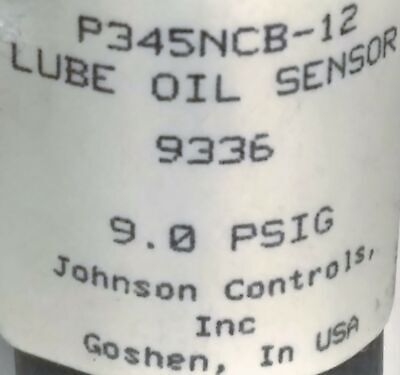 P345NCB-12
LUBE OIL SENSOR
9336
9.0 PSIG
Johnson Controls,
Inc
Goshen, In USA